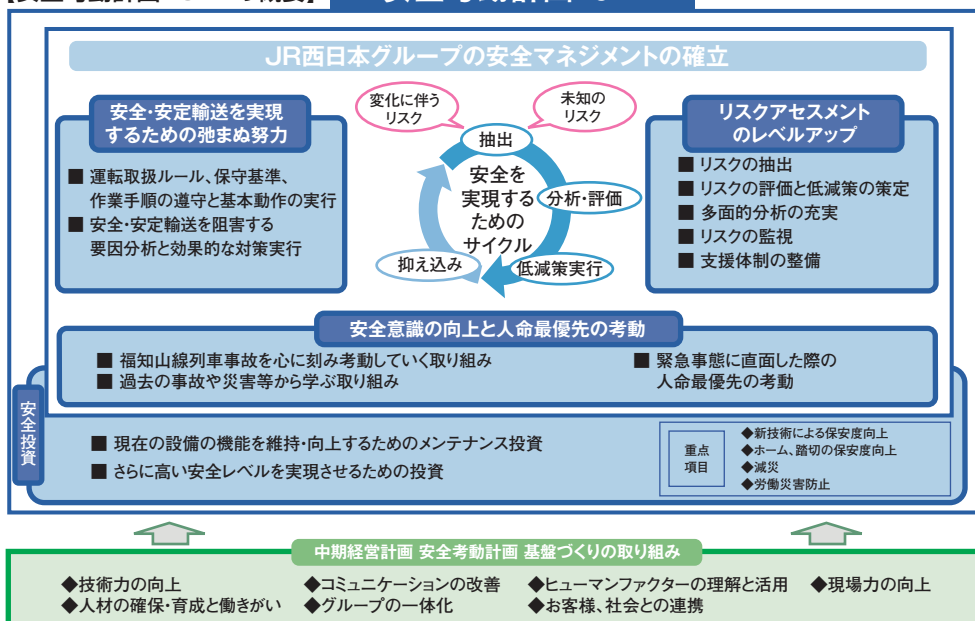 JR西日本グループの安全マネジメントの確立
安全・安定輸送を実現
するための弛まぬ努力
■ 運転取扱ルール、保守基準、
作業手順の遵守と基本動作の実行
■ 安全・安定輸送を阻害する
要因分析と効果的な対策実行
変化に伴う
リスク
未知の
リスク
抽出
安全を
実現する
ための
サイクル
分析・評価
低減策実行
抑え込み
リスクアセスメント
のレベルアップ
■ リスクの抽出
■ リスクの評価と低減策の策定
■ 多面的分析の充実
■ リスクの監視
■ 支援体制の整備
安全意識の向上と人命最優先の考動
■ 福知山線列車事故を心に刻み考動していく取り組み
■ 過去の事故や災害等から学ぶ取り組み
■ 緊急事態に直面した際の
人命最優先の考動
安全投資
■ 現在の設備の機能を維持・向上するためのメンテナンス投資
■ さらに高い安全レベルを実現させるための投資
重点
項目
◆新技術による保安度向上
◆ホーム、踏切の保安度向上
◆減災
◆労働災害防止
中期経営計画 安全考動計画 基盤づくりの取り組み
◆技術力の向上
◆コミュニケーションの改善
◆ヒューマンファクターの理解と活用
◆現場力の向上
◆人材の確保・育成と働きがい
◆グループの一体化
◆お客様、社会との連携